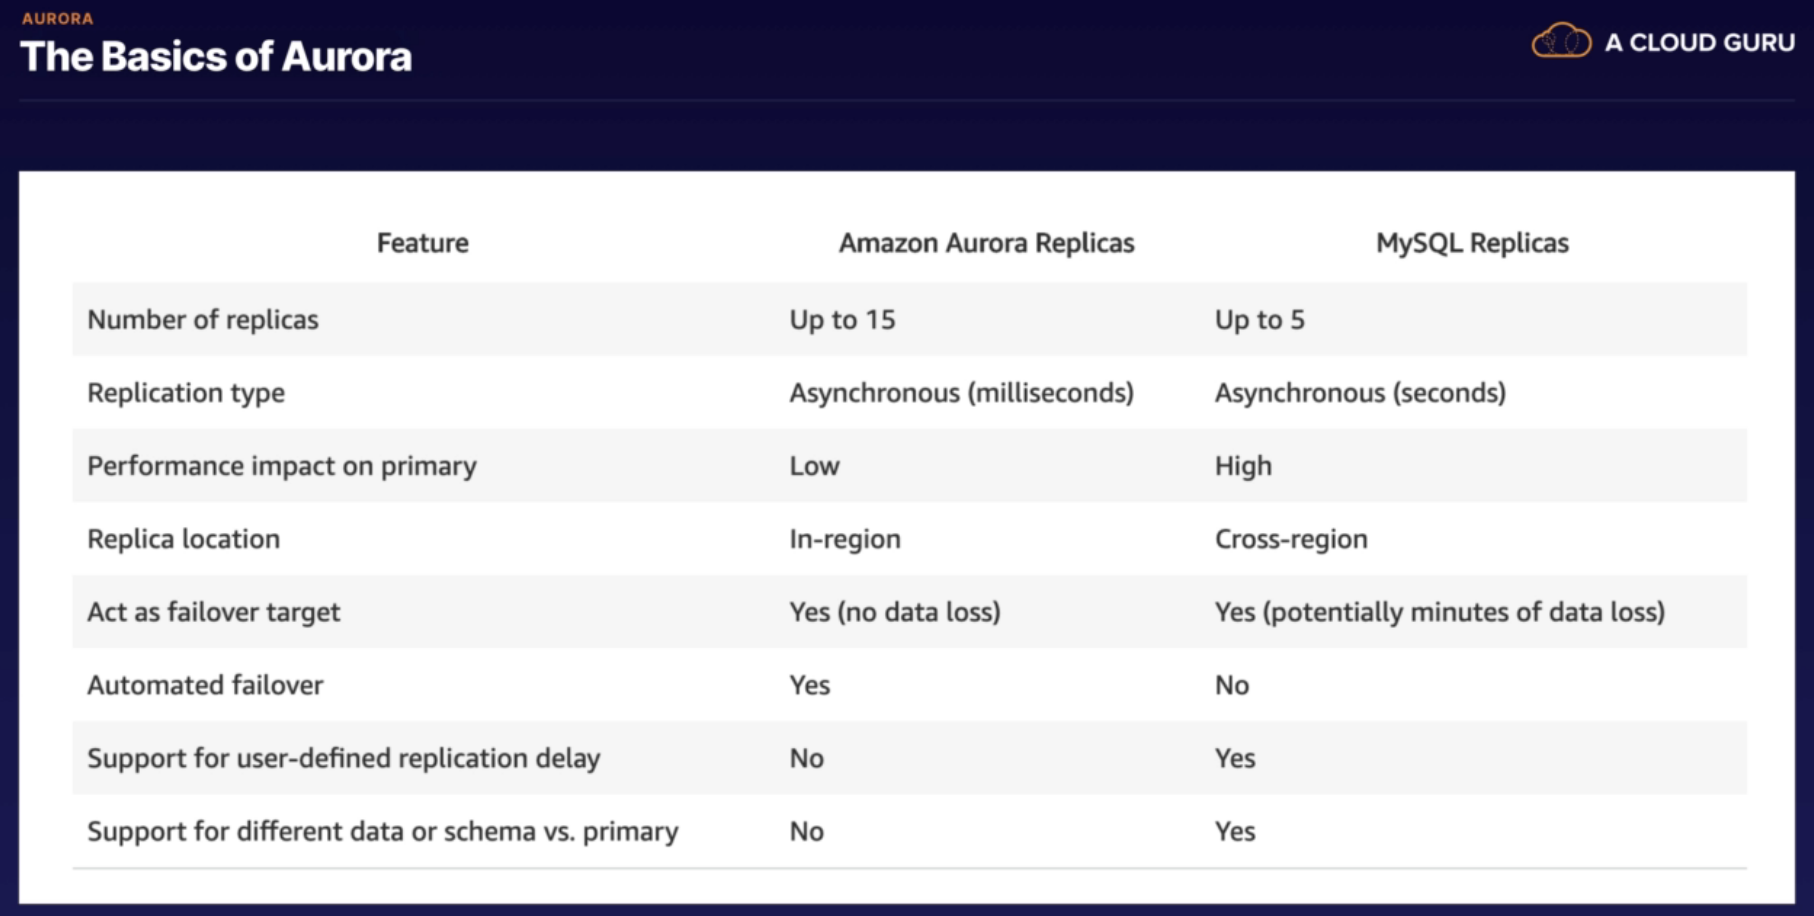 AURORA
The Basics of Aurora
A CLOUD GURU
Feature Amazon Aurora Replicas MySQL Replicas
Number of replicas Up to 15 Up to 5
Replication type Asynchronous (milliseconds) Asynchronous (seconds)
Performance impact on primary Low High
Replica location In-region Cross-region
Act as failover target Yes (no data loss) Yes (potentially minutes of data loss)
Automated failover Yes No
Support for user-defined replication delay No Yes
Support for different data or schema vs. primary No Yes